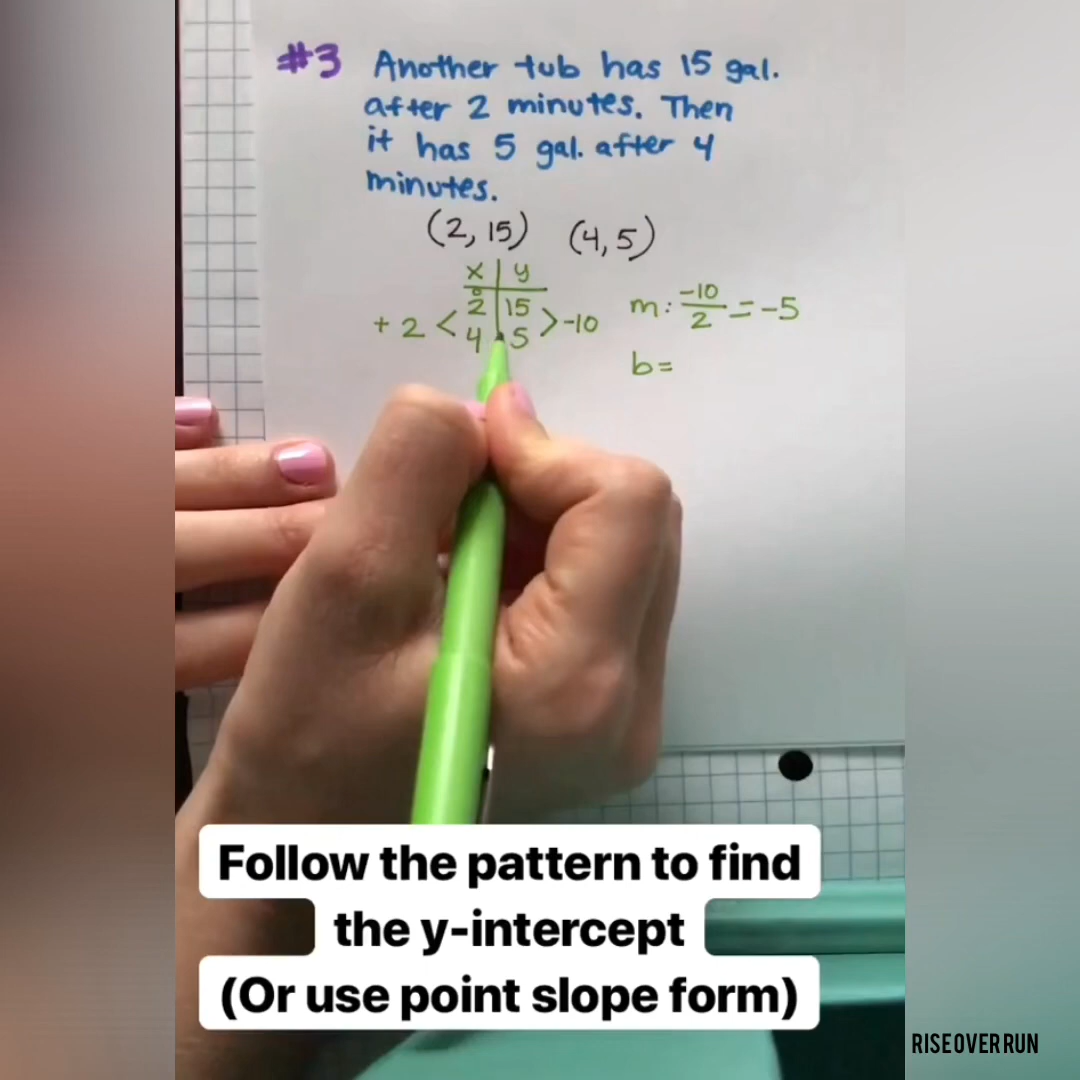 #3 Another tub has 15 gal.
after 2 minutes. Then
it has 5 gal. after 4
minutes.
(2, 15) (4, 5)
x | y
0
+ 2 < 2 | 15 > -10
4 | 5
m: -10/2 = -5
b=
Follow the pattern to find
the y-intercept
(Or use point slope form)
RISE OVER RUN